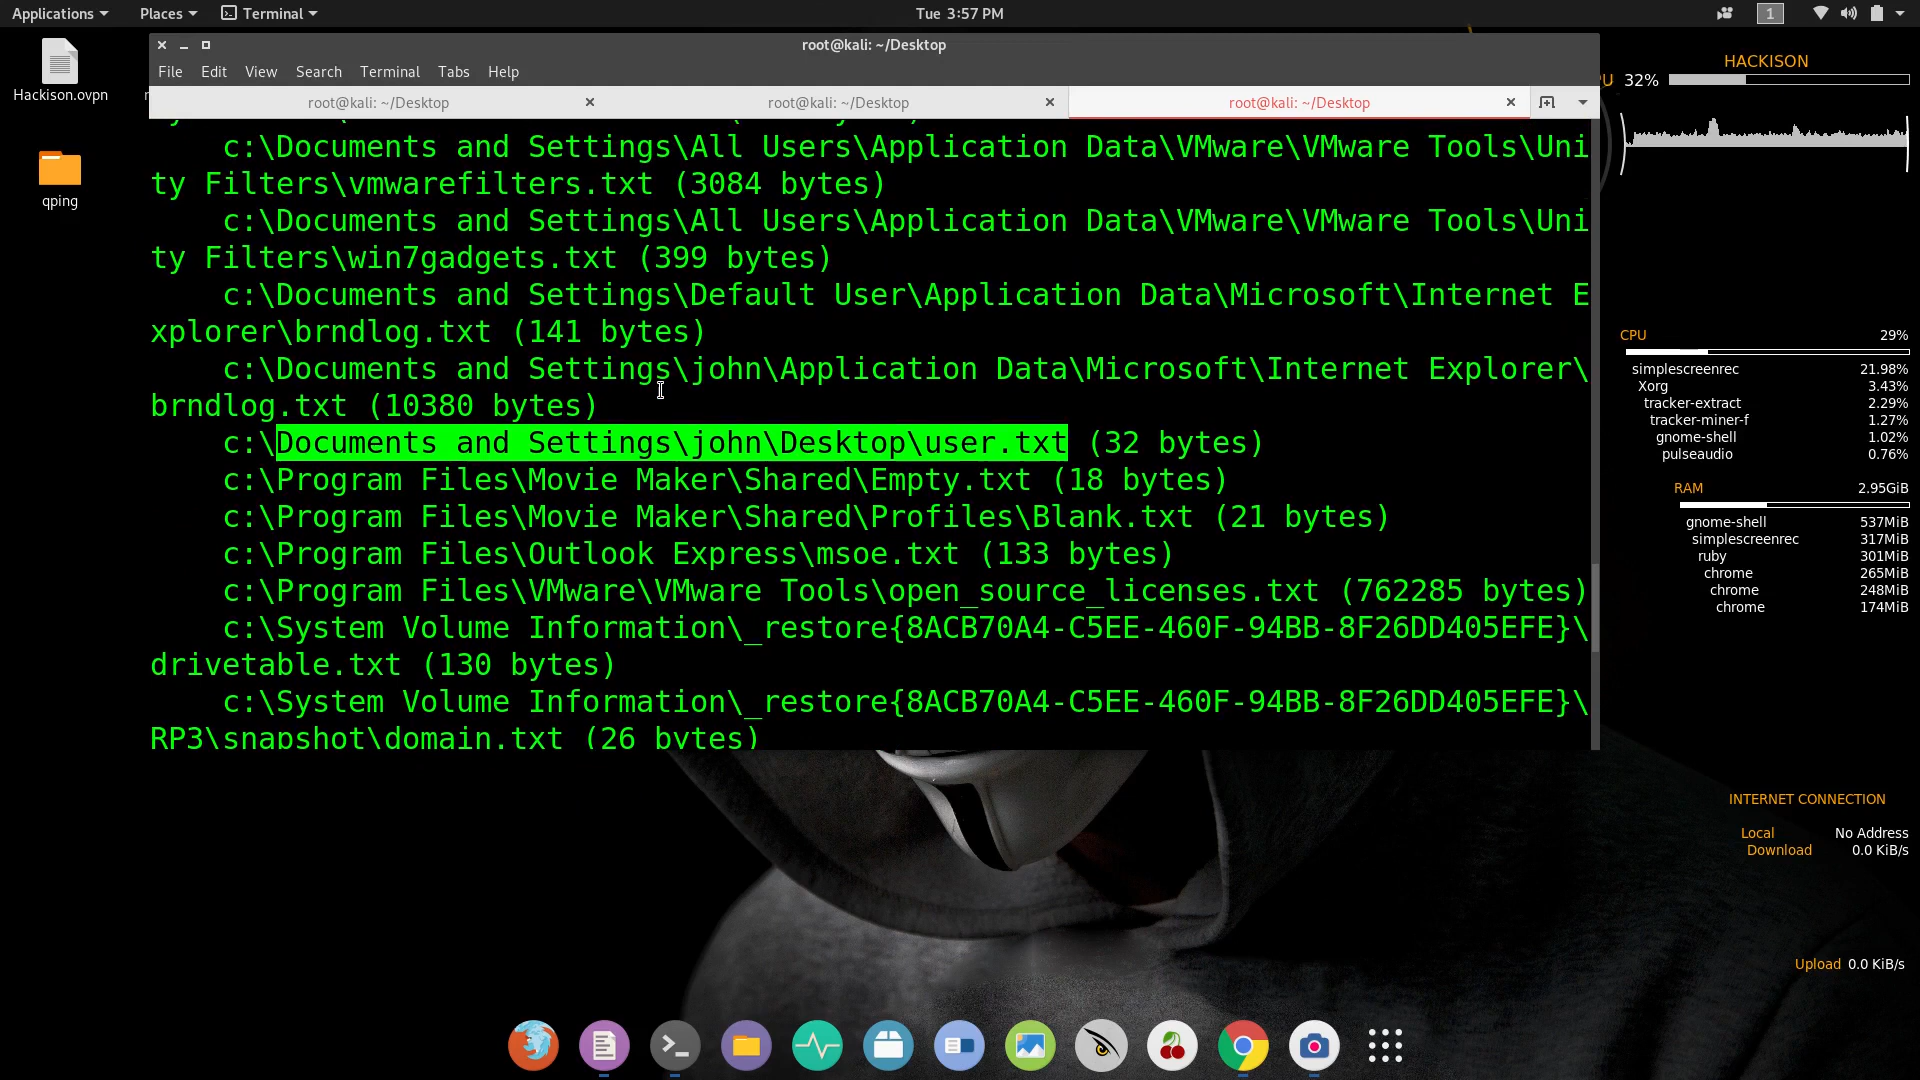 Applications Places Terminal Tue 3:57 PM 1
root@kali: ~/Desktop
File Edit View Search Terminal Tabs Help
root@kali: ~/Desktop root@kali: ~/Desktop root@kali: ~/Desktop
Hackison.ovpn
qping
c:\Documents and Settings\All Users\Application Data\VMware\VMware Tools\Uni
ty Filters\vmwarefilters.txt (3084 bytes)
c:\Documents and Settings\All Users\Application Data\VMware\VMware Tools\Uni
ty Filters\win7gadgets.txt (399 bytes)
c:\Documents and Settings\Default User\Application Data\Microsoft\Internet E
xplorer\brndlog.txt (141 bytes)
c:\Documents and Settings\john\Application Data\Microsoft\Internet Explorer\
brndlog.txt (10380 bytes)
c:\Documents and Settings\john\Desktop\user.txt (32 bytes)
c:\Program Files\Movie Maker\Shared\Empty.txt (18 bytes)
c:\Program Files\Movie Maker\Shared\Profiles\Blank.txt (21 bytes)
c:\Program Files\Outlook Express\msoe.txt (133 bytes)
c:\Program Files\VMware\VMware Tools\open_source_licenses.txt (762285 bytes)
c:\System Volume Information\_restore{8ACB70A4-C5EE-460F-94BB-8F26DD405EFE}\
drivetable.txt (130 bytes)
c:\System Volume Information\_restore{8ACB70A4-C5EE-460F-94BB-8F26DD405EFE}\
RP3\snapshot\domain.txt (26 bytes)
HACKISON
32%
CPU 29%
simplescreenrec 21.98%
Xorg 3.43%
tracker-extract 2.29%
tracker-miner-f 1.27%
gnome-shell 1.02%
pulseaudio 0.76%
RAM 2.95GiB
gnome-shell 537MiB
simplescreenrec 317MiB
ruby 301MiB
chrome 265MiB
chrome 248MiB
chrome 174MiB
INTERNET CONNECTION
Local No Address
Download 0.0 KiB/s
Upload 0.0 KiB/s